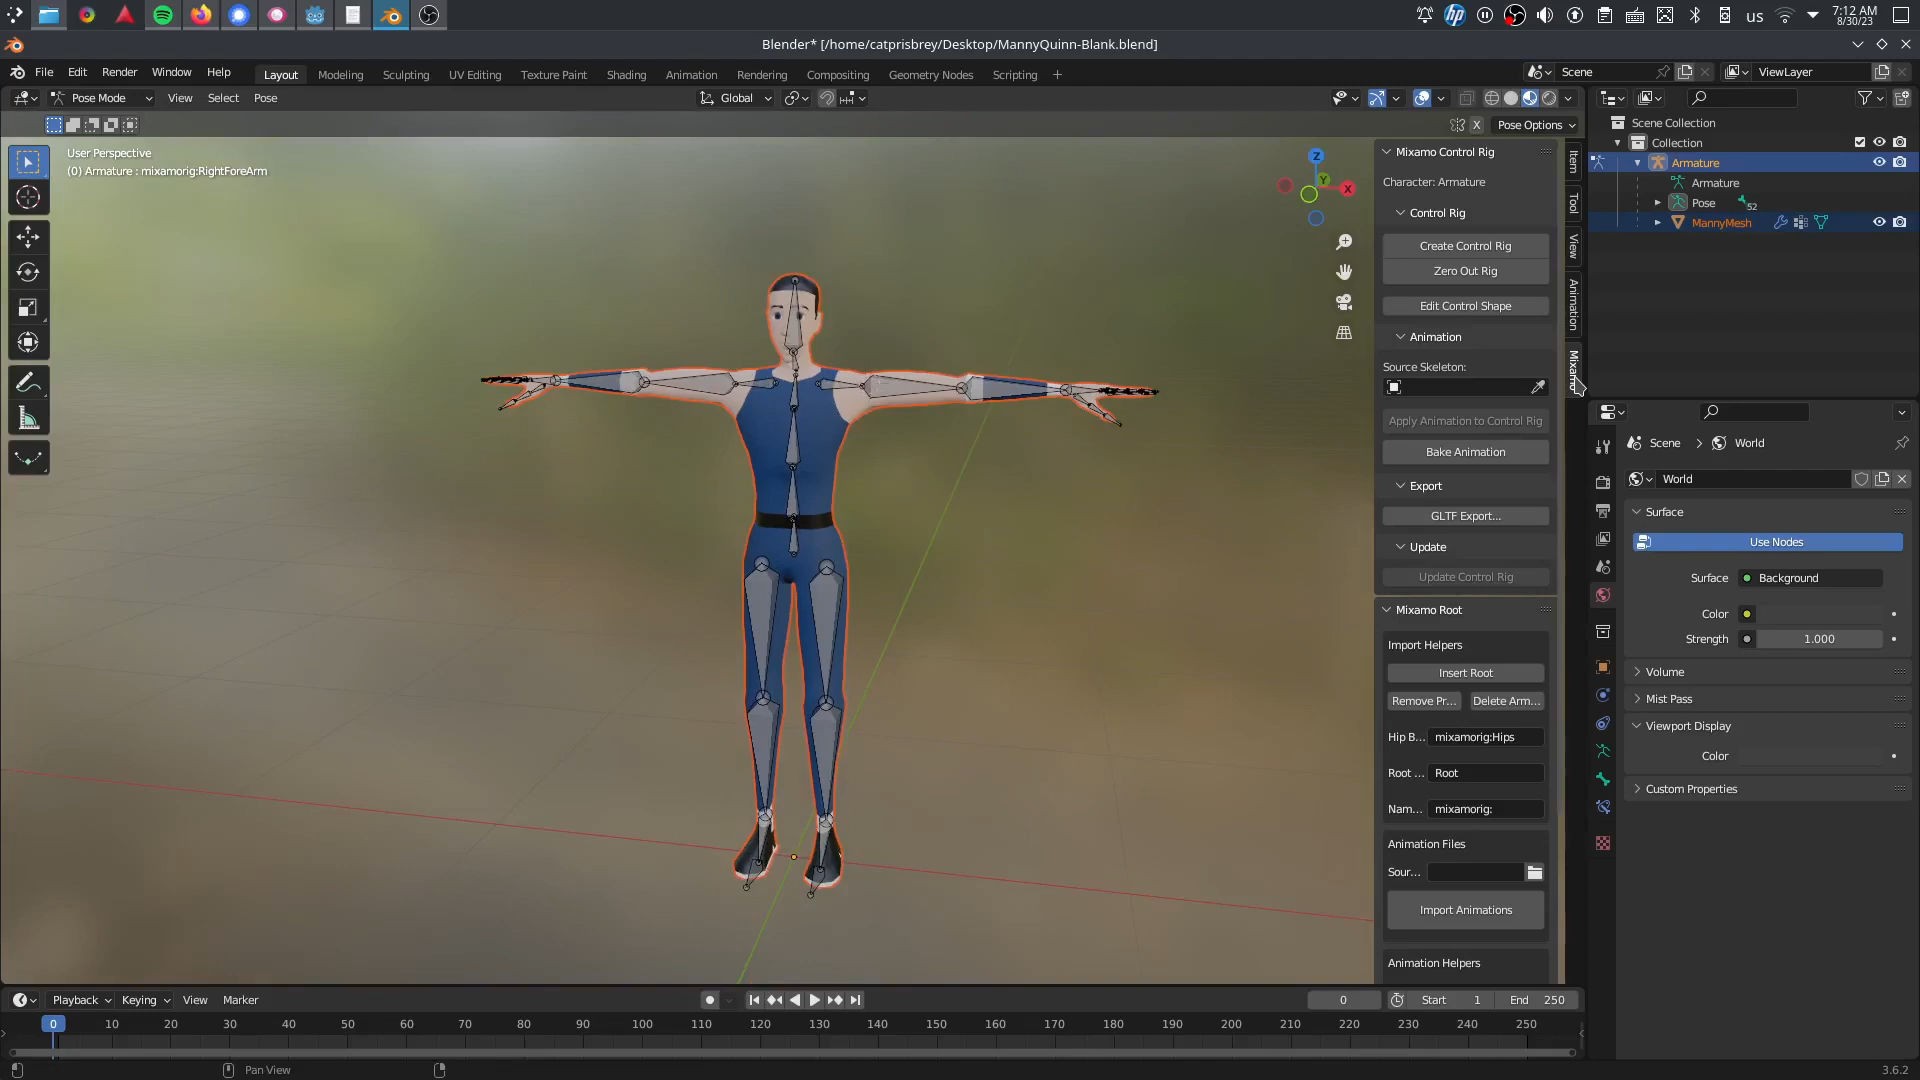 us
7:12 AM
8/30/23
Blender* [/home/catprisbrey/Desktop/MannyQuinn-Blank.blend]
File Edit Render Window Help Layout Modeling Sculpting UV Editing Texture Paint Shading Animation Rendering Compositing Geometry Nodes Scripting +
Scene
ViewLayer
Pose Mode View Select Pose
Global
X
Pose Options
User Perspective
(0) Armature : mixamorig:RightForeArm
Z
Y
X
Mixamo Control Rig
Character: Armature
Control Rig
Create Control Rig
Zero Out Rig
Edit Control Shape
Animation
Source Skeleton:
Apply Animation to Control Rig
Bake Animation
Export
GLTF Export...
Update
Update Control Rig
Mixamo Root
Import Helpers
Insert Root
Remove Pr... Delete Arm...
Hip B... mixamorig:Hips
Root ... Root
Nam... mixamorig:
Animation Files
Sour...
Import Animations
Animation Helpers
Item
Tool
View
Animation
Mixamo
Scene Collection
Collection
Armature
Armature
Pose 52
MannyMesh
Scene > World
World
Surface
Use Nodes
Surface Background
Color
Strength 1.000
Volume
Mist Pass
Viewport Display
Color
Custom Properties
Playback Keying View Marker
0
Start 1
End 250
0 10 20 30 40 50 60 70 80 90 100 110 120 130 140 150 160 170 180 190 200 210 220 230 240 250
Pan View
3.6.2